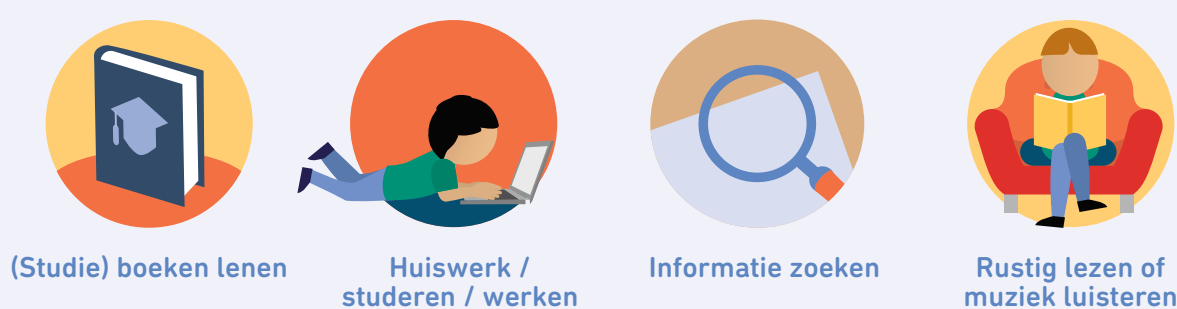 (Studie) boeken lenen
Huiswerk /
studeren / werken
Informatie zoeken
Rustig lezen of
muziek luisteren